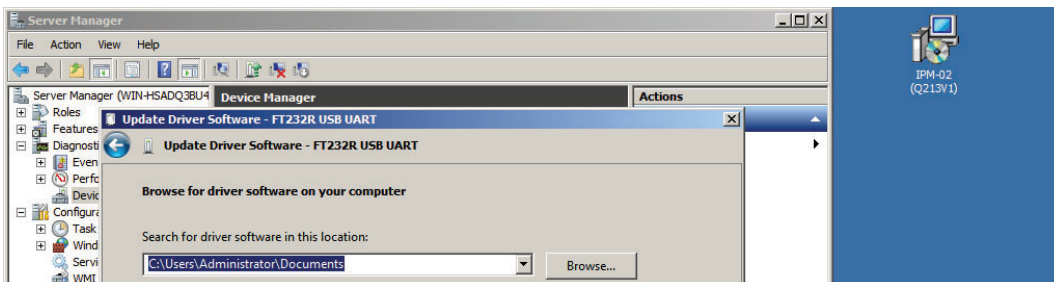 Server Manager
File Action View Help
Server Manager (WIN-HSADQ3BU4
Device Manager
Actions
Roles
Features
Diagnosti
Even
Perfo
Devic
Configura
Task
Wind
Servi
WMI
Update Driver Software - FT232R USB UART
Update Driver Software - FT232R USB UART
Browse for driver software on your computer
Search for driver software in this location:
C:\Users\Administrator\Documents
Browse...
IPM-02
(Q213V1)